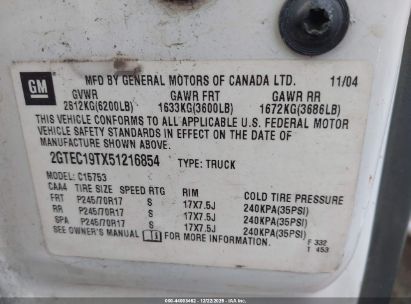 GM
MFD BY GENERAL MOTORS OF CANADA LTD. 11/04
GVWR GAWR FRT GAWR RR
2812KG(6200LB) 1633KG(3600LB) 1672KG(3686LB)
THIS VEHICLE CONFORMS TO ALL APPLICABLE U.S. FEDERAL MOTOR
VEHICLE SAFETY STANDARDS IN EFFECT ON THE DATE OF
MANUFACTURE SHOWN ABOVE.
2GTEC19TX51216854 TYPE: TRUCK
MODEL: C15753
CAA4 TIRE SIZE SPEED RTG RIM COLD TIRE PRESSURE
FRT P245/70R17 S 17X7.5J 240KPA(35PSI)
RR P245/70R17 S 17X7.5J 240KPA(35PSI)
SPA P245/70R17 S 17X7.5J 240KPA(35PSI)
SEE OWNER'S MANUAL FOR MORE INFORMATION. F 332
T 453